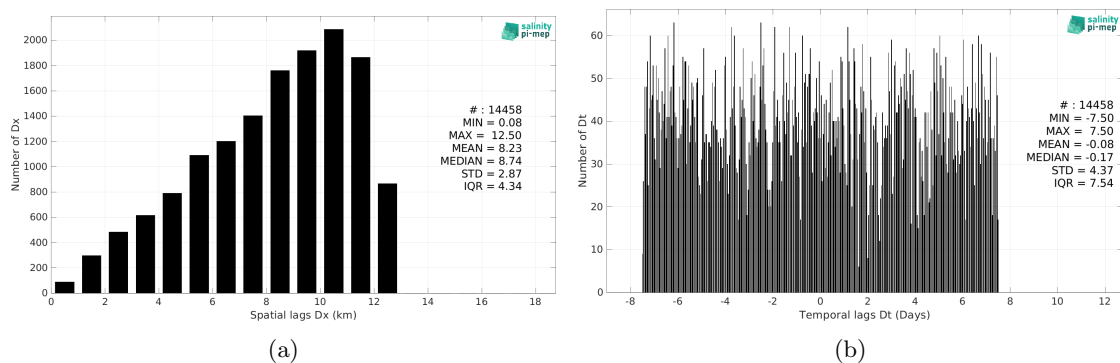 salinity
pi-mep
2000
1800
1600
1400
1200
1000
800
600
400
200
0
Number of Dx
# : 14458
MIN = 0.08
MAX = 12.50
MEAN = 8.23
MEDIAN = 8.74
STD = 2.87
IQR = 4.34
0 2 4 6 8 10 12 14 16 18
Spatial lags Dx (km)
(a)
salinity
pi-mep
60
50
40
30
20
10
0
Number of Dt
# : 14458
MIN = -7.50
MAX = 7.50
MEAN = -0.08
MEDIAN = -0.17
STD = 4.37
IQR = 7.54
-8 -6 -4 -2 0 2 4 6 8 10 12
Temporal lags Dt (Days)
(b)